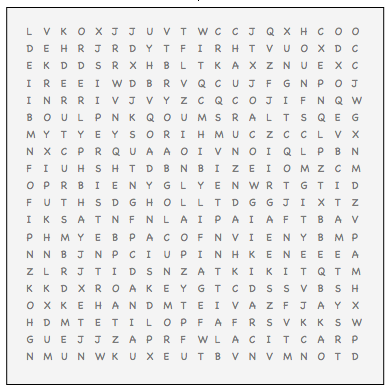 L V K O X J J U V T W C C J Q X H C O O
D E H R J R D Y T F I R H T V U O X D C
E K D D S R X H B L T K A X Z N U E X C
I R E E I W D B R V Q C U J F G N P O J
I N R R I V J V Y Z C Q C O J I F N Q W
B O U L P N K Q O U M S R A L T S Q E G
M Y T Y E Y S O R I H M U C Z C C L V X
N X C P R Q U A A O I V N O I Q L P B N
F I U H S H T D B N B I Z E I O M Z C M
O P R B I E N Y G L Y E N W R T G T I D
F U T H S D G H O L L T D G G J I X T Z
I K S A T N F N L A I P A I A F T B A V
P H M Y E B P A C O F N V I E N Y B M P
N N B J N P C I U P I N H K E N E E E A
Z L R J T I D S N Z A T K I K I T Q T M
K K D X R O A K E Y G T C D S S V B S H
O X K E H A N D M T E I V A Z F J A Y X
H D M T E T I L O P F A F R S V K K S W
G U E J J Z A P R F W L A C I T C A R P
N M U N W K U X E U T B V N V M N O T D